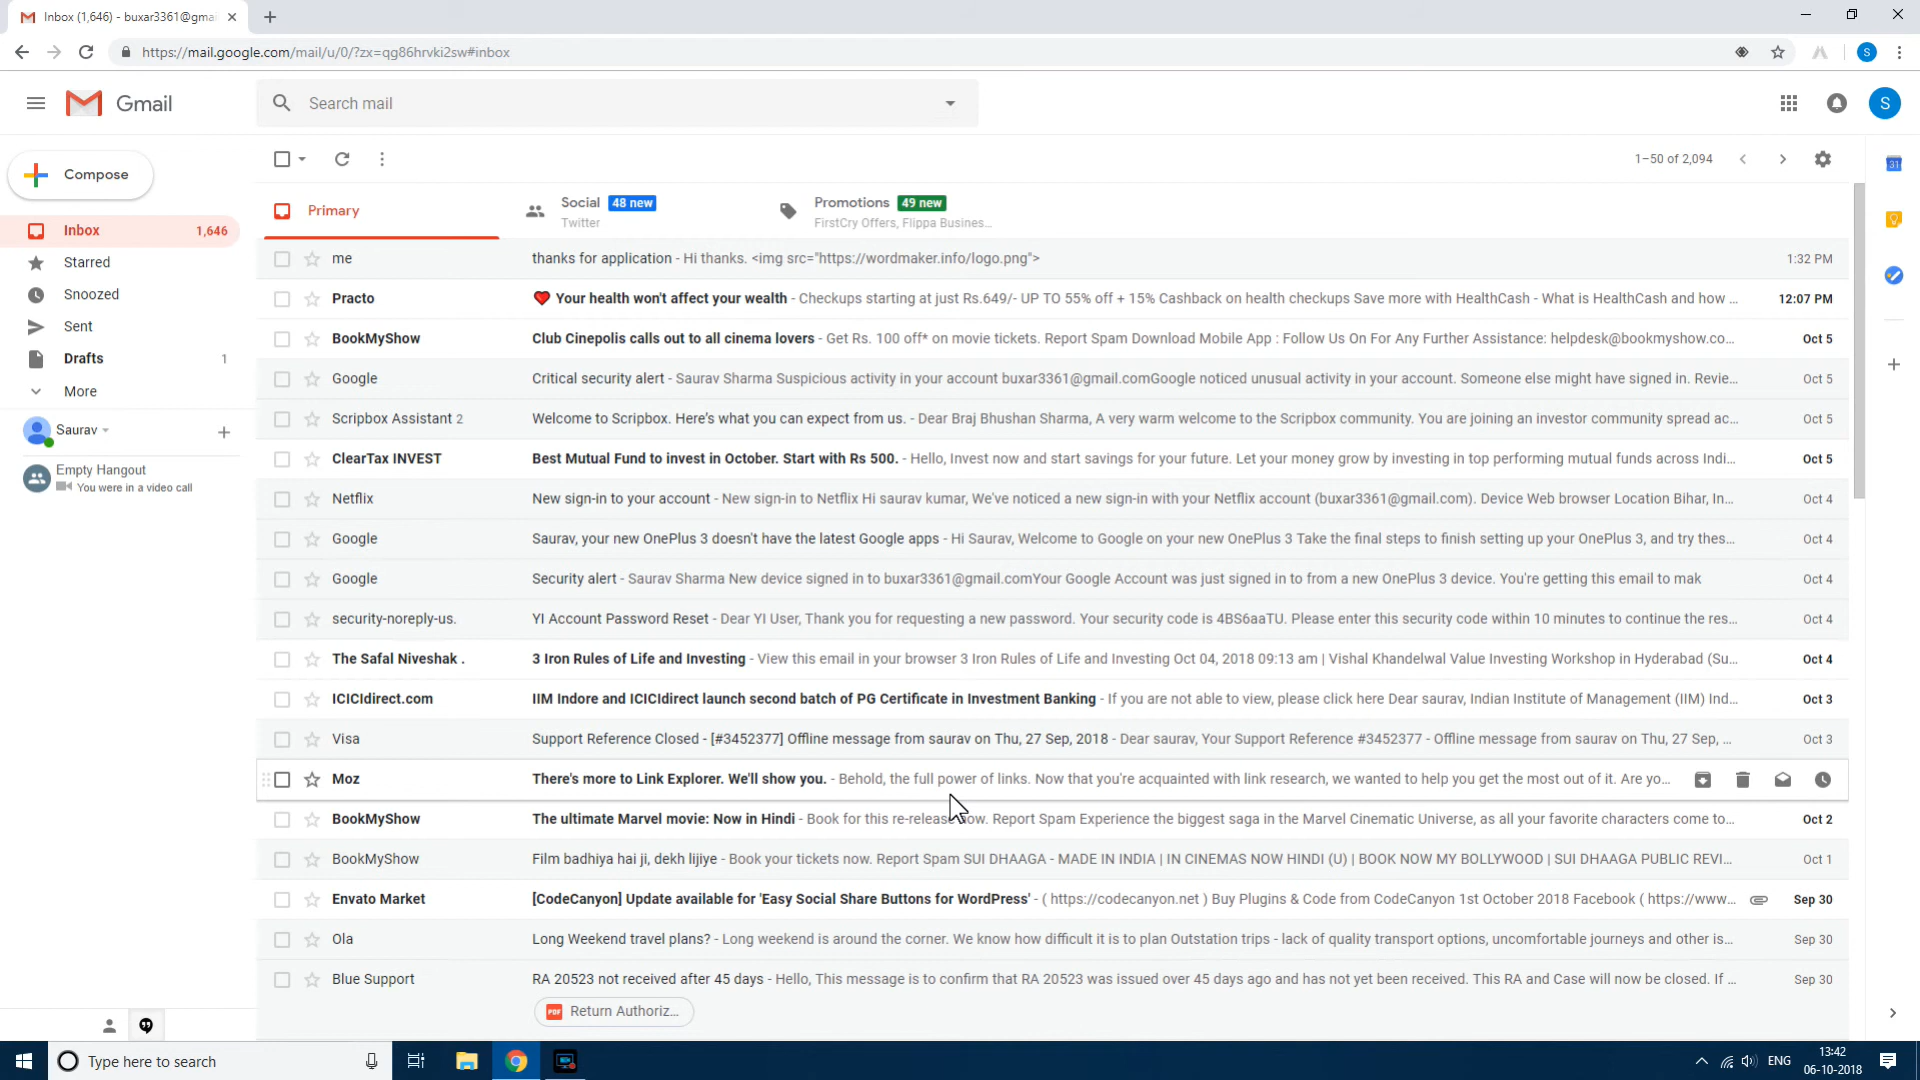 Inbox (1,646) - buxar3361@gma
https://mail.google.com/mail/u/0/?zx=qg86hrvki2sw#inbox
S
Gmail
Search mail
S
Compose
1–50 of 2,094
31
Primary
Social 48 new
Twitter
Promotions 49 new
FirstCry Offers, Flippa Busines...
Inbox 1,646
Starred
Snoozed
Sent
Drafts 1
More
Saurav
Empty Hangout
You were in a video call
me thanks for application - Hi thanks. <img src="https://wordmaker.info/logo.png"> 1:32 PM
Practo ❤ Your health won't affect your wealth - Checkups starting at just Rs.649/- UP TO 55% off + 15% Cashback on health checkups Save more with HealthCash - What is HealthCash and how ... 12:07 PM
BookMyShow Club Cinepolis calls out to all cinema lovers - Get Rs. 100 off* on movie tickets. Report Spam Download Mobile App : Follow Us On For Any Further Assistance: helpdesk@bookmyshow.co... Oct 5
Google Critical security alert - Saurav Sharma Suspicious activity in your account buxar3361@gmail.comGoogle noticed unusual activity in your account. Someone else might have signed in. Revie... Oct 5
Scripbox Assistant 2 Welcome to Scripbox. Here's what you can expect from us. - Dear Braj Bhushan Sharma, A very warm welcome to the Scripbox community. You are joining an investor community spread ac... Oct 5
ClearTax INVEST Best Mutual Fund to invest in October. Start with Rs 500. - Hello, Invest now and start savings for your future. Let your money grow by investing in top performing mutual funds across Indi... Oct 5
Netflix New sign-in to your account - New sign-in to Netflix Hi saurav kumar, We've noticed a new sign-in with your Netflix account (buxar3361@gmail.com). Device Web browser Location Bihar, In... Oct 4
Google Saurav, your new OnePlus 3 doesn't have the latest Google apps - Hi Saurav, Welcome to Google on your new OnePlus 3 Take the final steps to finish setting up your OnePlus 3, and try thes... Oct 4
Google Security alert - Saurav Sharma New device signed in to buxar3361@gmail.comYour Google Account was just signed in to from a new OnePlus 3 device. You're getting this email to mak Oct 4
security-noreply-us. YI Account Password Reset - Dear YI User, Thank you for requesting a new password. Your security code is 4BS6aaTU. Please enter this security code within 10 minutes to continue the res... Oct 4
The Safal Niveshak . 3 Iron Rules of Life and Investing - View this email in your browser 3 Iron Rules of Life and Investing Oct 04, 2018 09:13 am | Vishal Khandelwal Value Investing Workshop in Hyderabad (Su... Oct 4
ICICIdirect.com IIM Indore and ICICIdirect launch second batch of PG Certificate in Investment Banking - If you are not able to view, please click here Dear saurav, Indian Institute of Management (IIM) Ind... Oct 3
Visa Support Reference Closed - [#3452377] Offline message from saurav on Thu, 27 Sep, 2018 - Dear saurav, Your Support Reference #3452377 - Offline message from saurav on Thu, 27 Sep, ... Oct 3
Moz There's more to Link Explorer. We'll show you. - Behold, the full power of links. Now that you're acquainted with link research, we wanted to help you get the most out of it. Are yo...
BookMyShow The ultimate Marvel movie: Now in Hindi - Book for this re-release now. Report Spam Experience the biggest saga in the Marvel Cinematic Universe, as all your favorite characters come to... Oct 2
BookMyShow Film badhiya hai ji, dekh lijiye - Book your tickets now. Report Spam SUI DHAAGA - MADE IN INDIA | IN CINEMAS NOW HINDI (U) | BOOK NOW MY BOLLYWOOD | SUI DHAAGA PUBLIC REVI... Oct 1
Envato Market [CodeCanyon] Update available for 'Easy Social Share Buttons for WordPress' - ( https://codecanyon.net ) Buy Plugins & Code from CodeCanyon 1st October 2018 Facebook ( https://www... Sep 30
Ola Long Weekend travel plans? - Long weekend is around the corner. We know how difficult it is to plan Outstation trips - lack of quality transport options, uncomfortable journeys and other is... Sep 30
Blue Support RA 20523 not received after 45 days - Hello, This message is to confirm that RA 20523 was issued over 45 days ago and has not yet been received. This RA and Case will now be closed. If ... Sep 30
PDF Return Authoriz...
Type here to search
ENG
13:42
06-10-2018